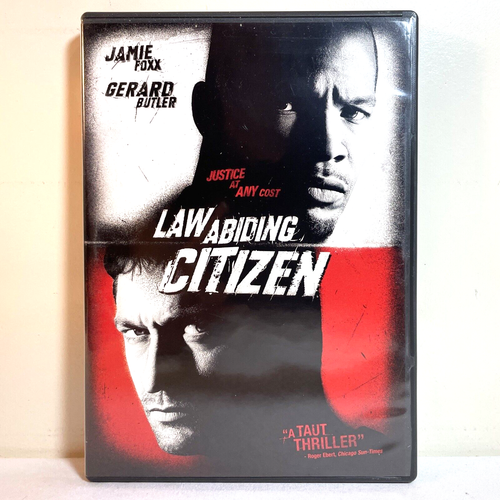 JAMIE
FOXX
GERARD
BUTLER
JUSTICE
AT
ANY COST
LAW ABIDING
CITIZEN
"A TAUT
THRILLER"
- Roger Ebert, Chicago Sun-Times